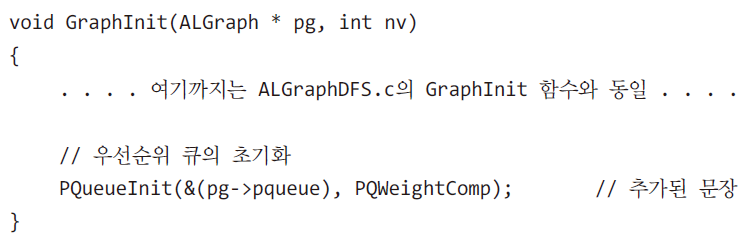 void GraphInit(ALGraph * pg, int nv)
{
. . . . 여기까지는 ALGraphDFS.c의 GraphInit 함수와 동일 . . . .
// 우선순위 큐의 초기화
PQueueInit(&(pg->pqueue), PQWeightComp); // 추가된 문장
}